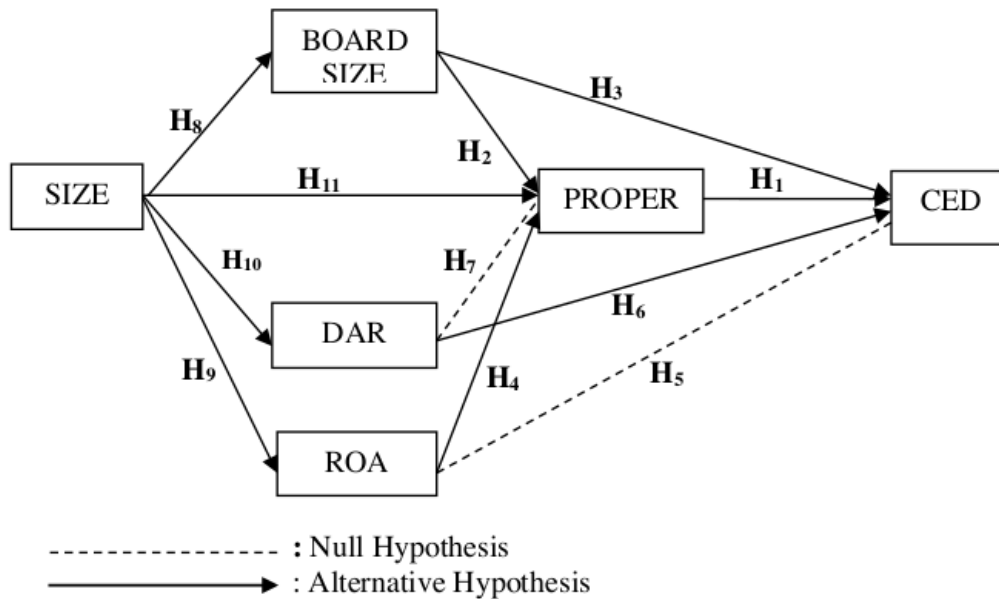 BOARD
SIZE
H3
H8
H2
H11
H1
SIZE
PROPER
CED
H10
H7
DAR
H6
H9
H4
H5
ROA
: Null Hypothesis
: Alternative Hypothesis